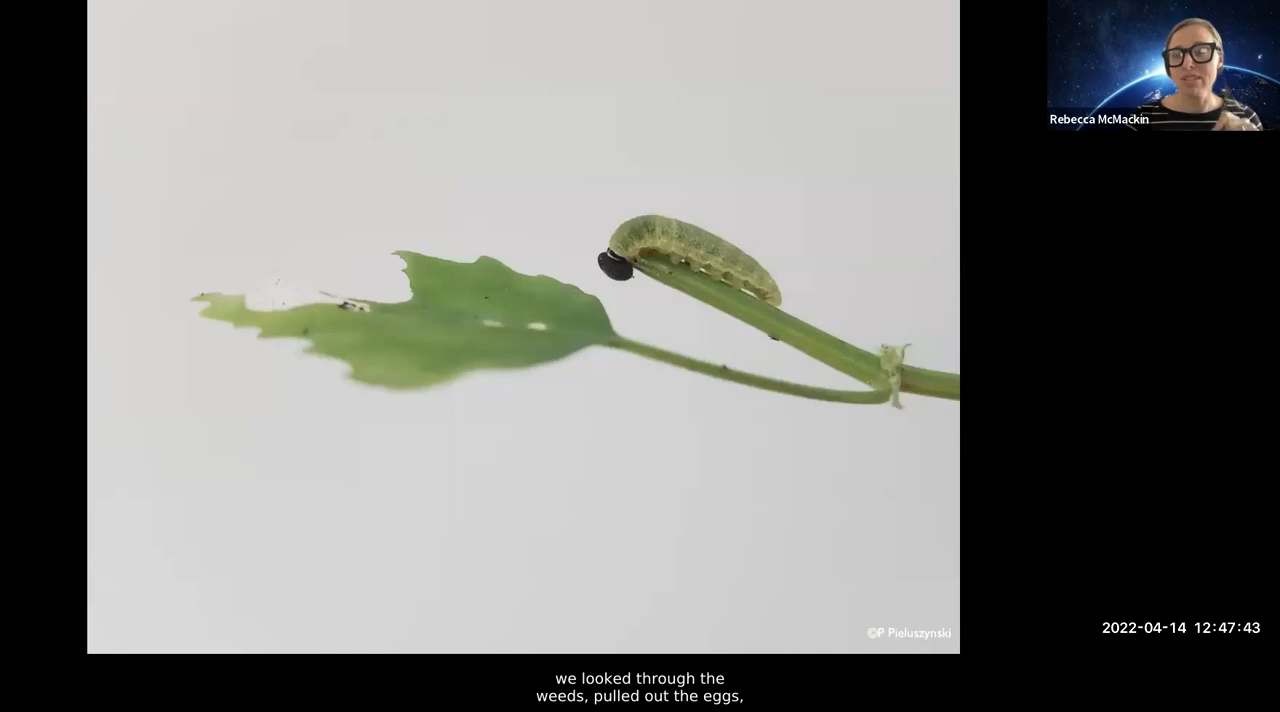 Rebecca McMackin
©P Pieluszynski
2022-04-14 12:47:43
we looked through the
weeds, pulled out the eggs,